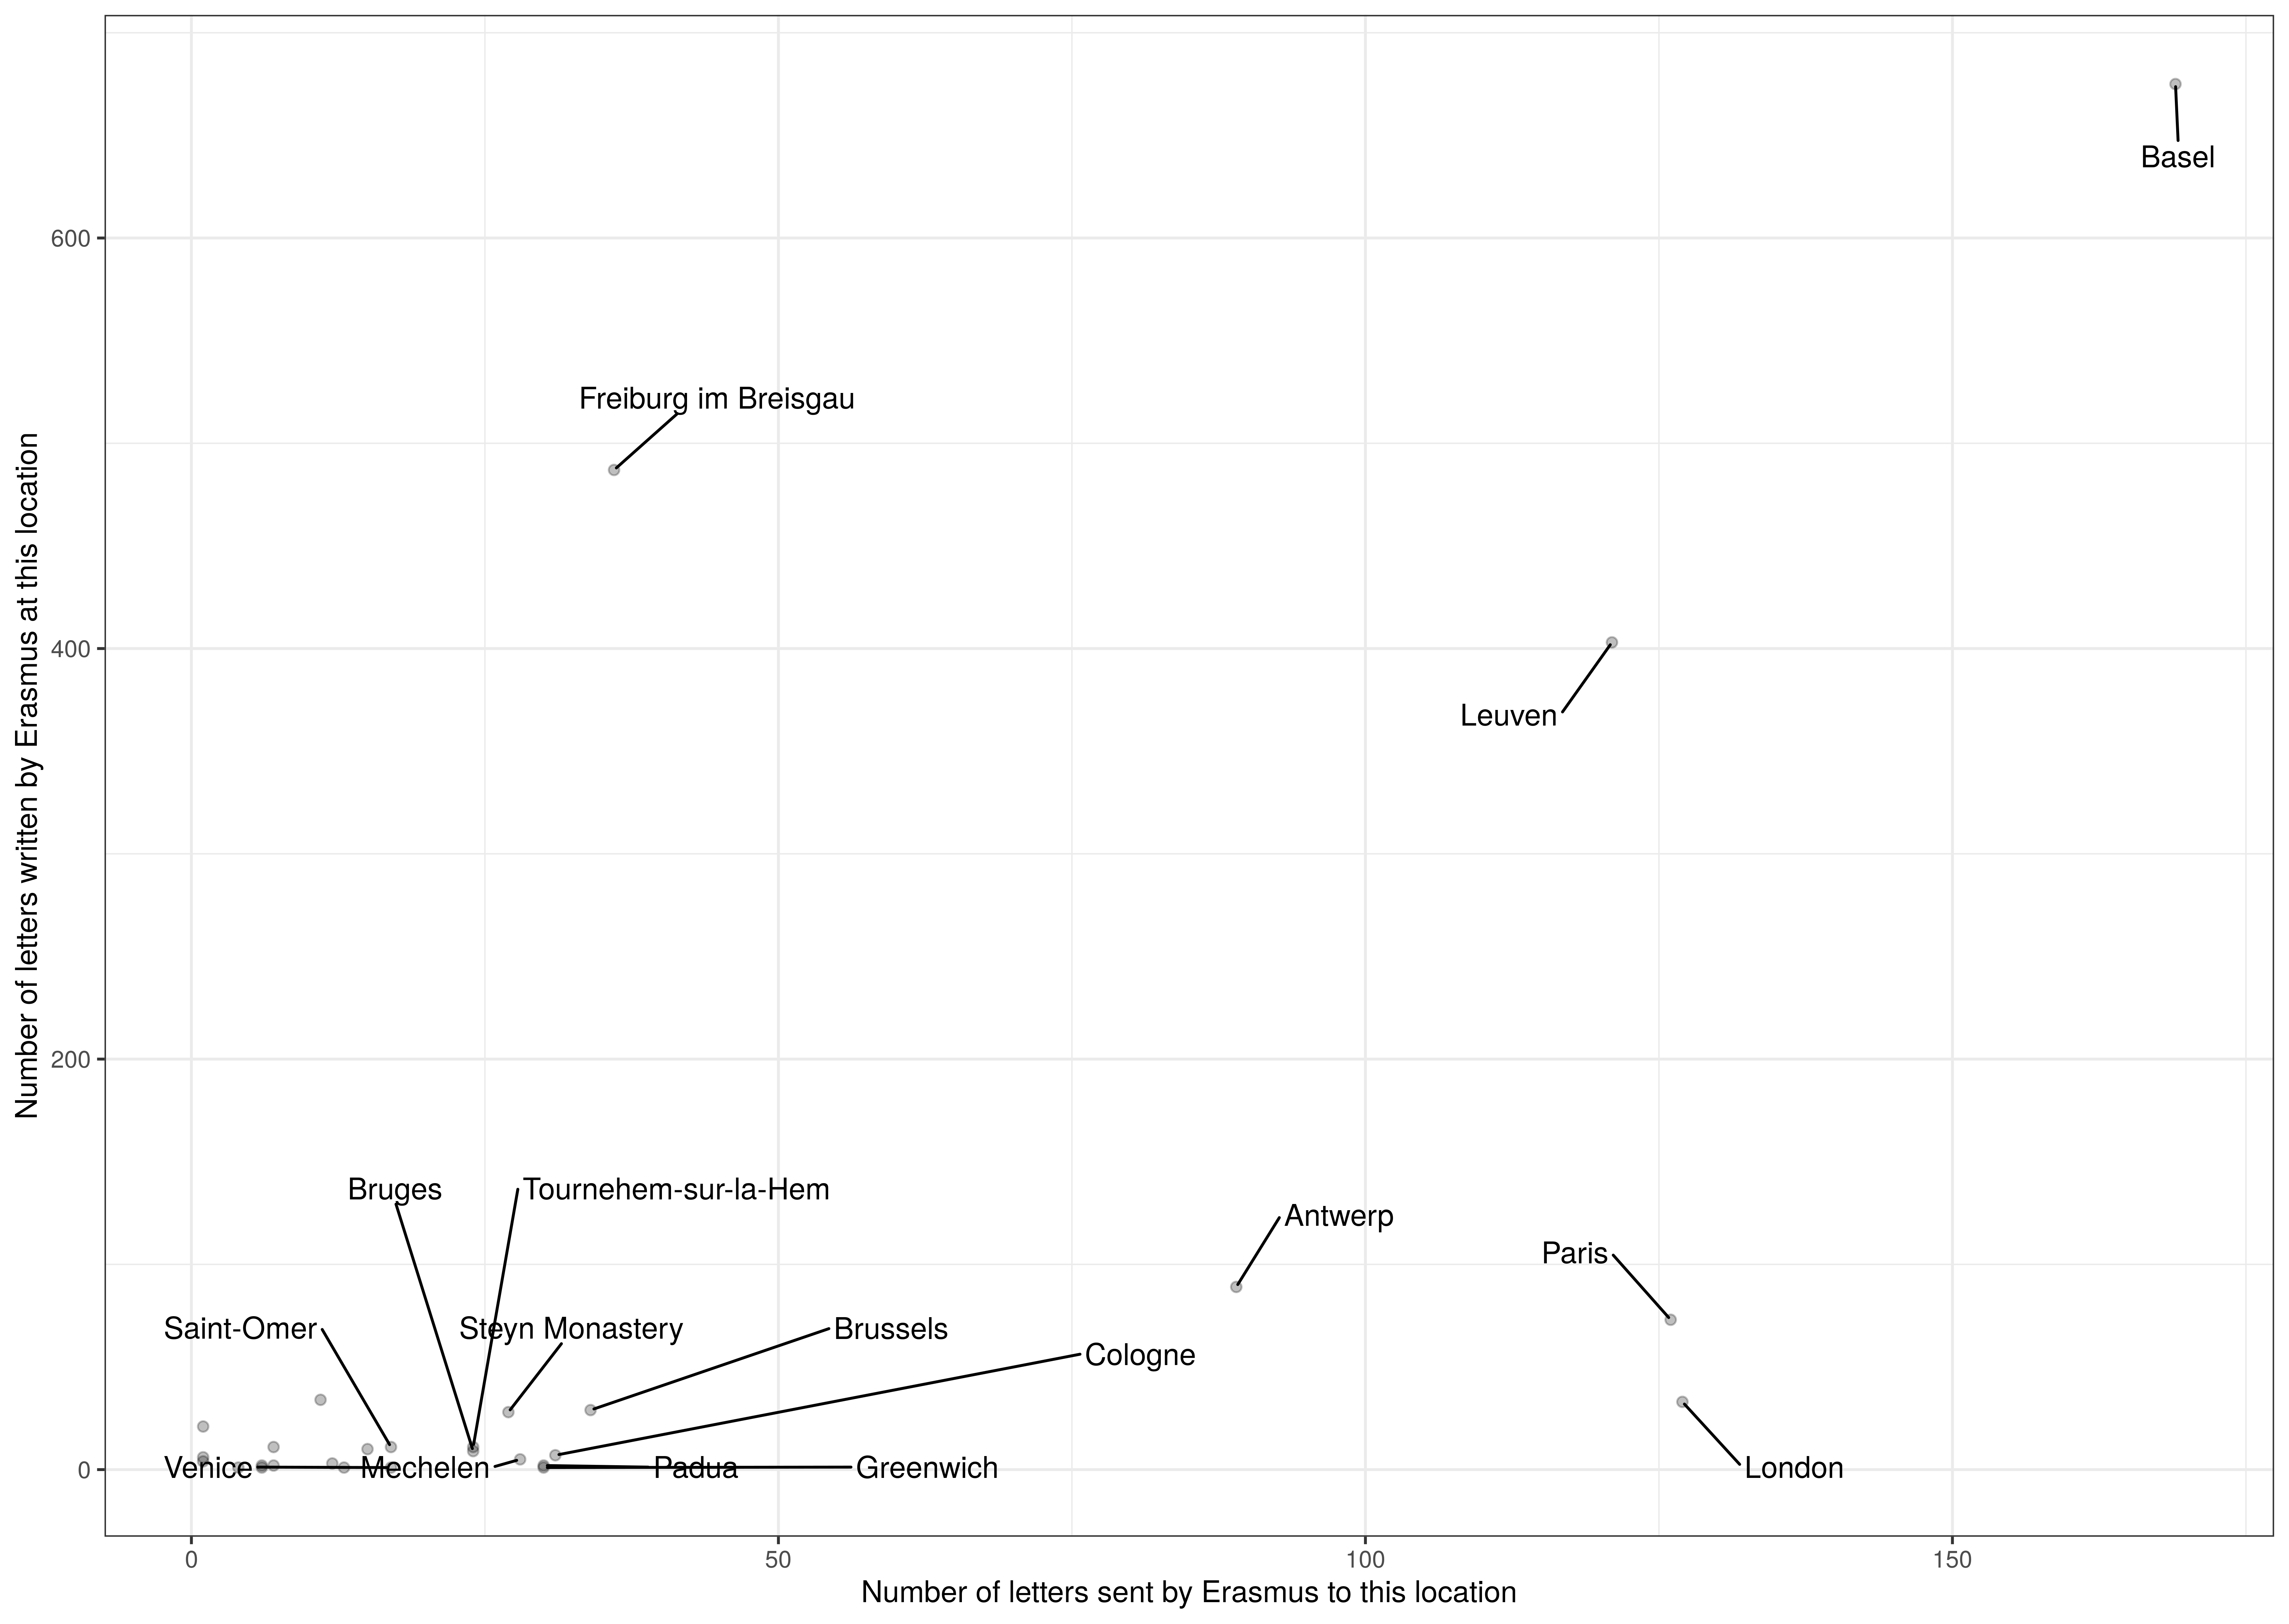 Basel
600
Freiburg im Breisgau
400
Leuven
Number of letters written by Erasmus at this location
200
Bruges
Tournehem-sur-la-Hem
Antwerp
Paris
Saint-Omer
Steyn Monastery
Brussels
Cologne
0
Venice
Mechelen
Padua
Greenwich
London
0
50
100
150
Number of letters sent by Erasmus to this location